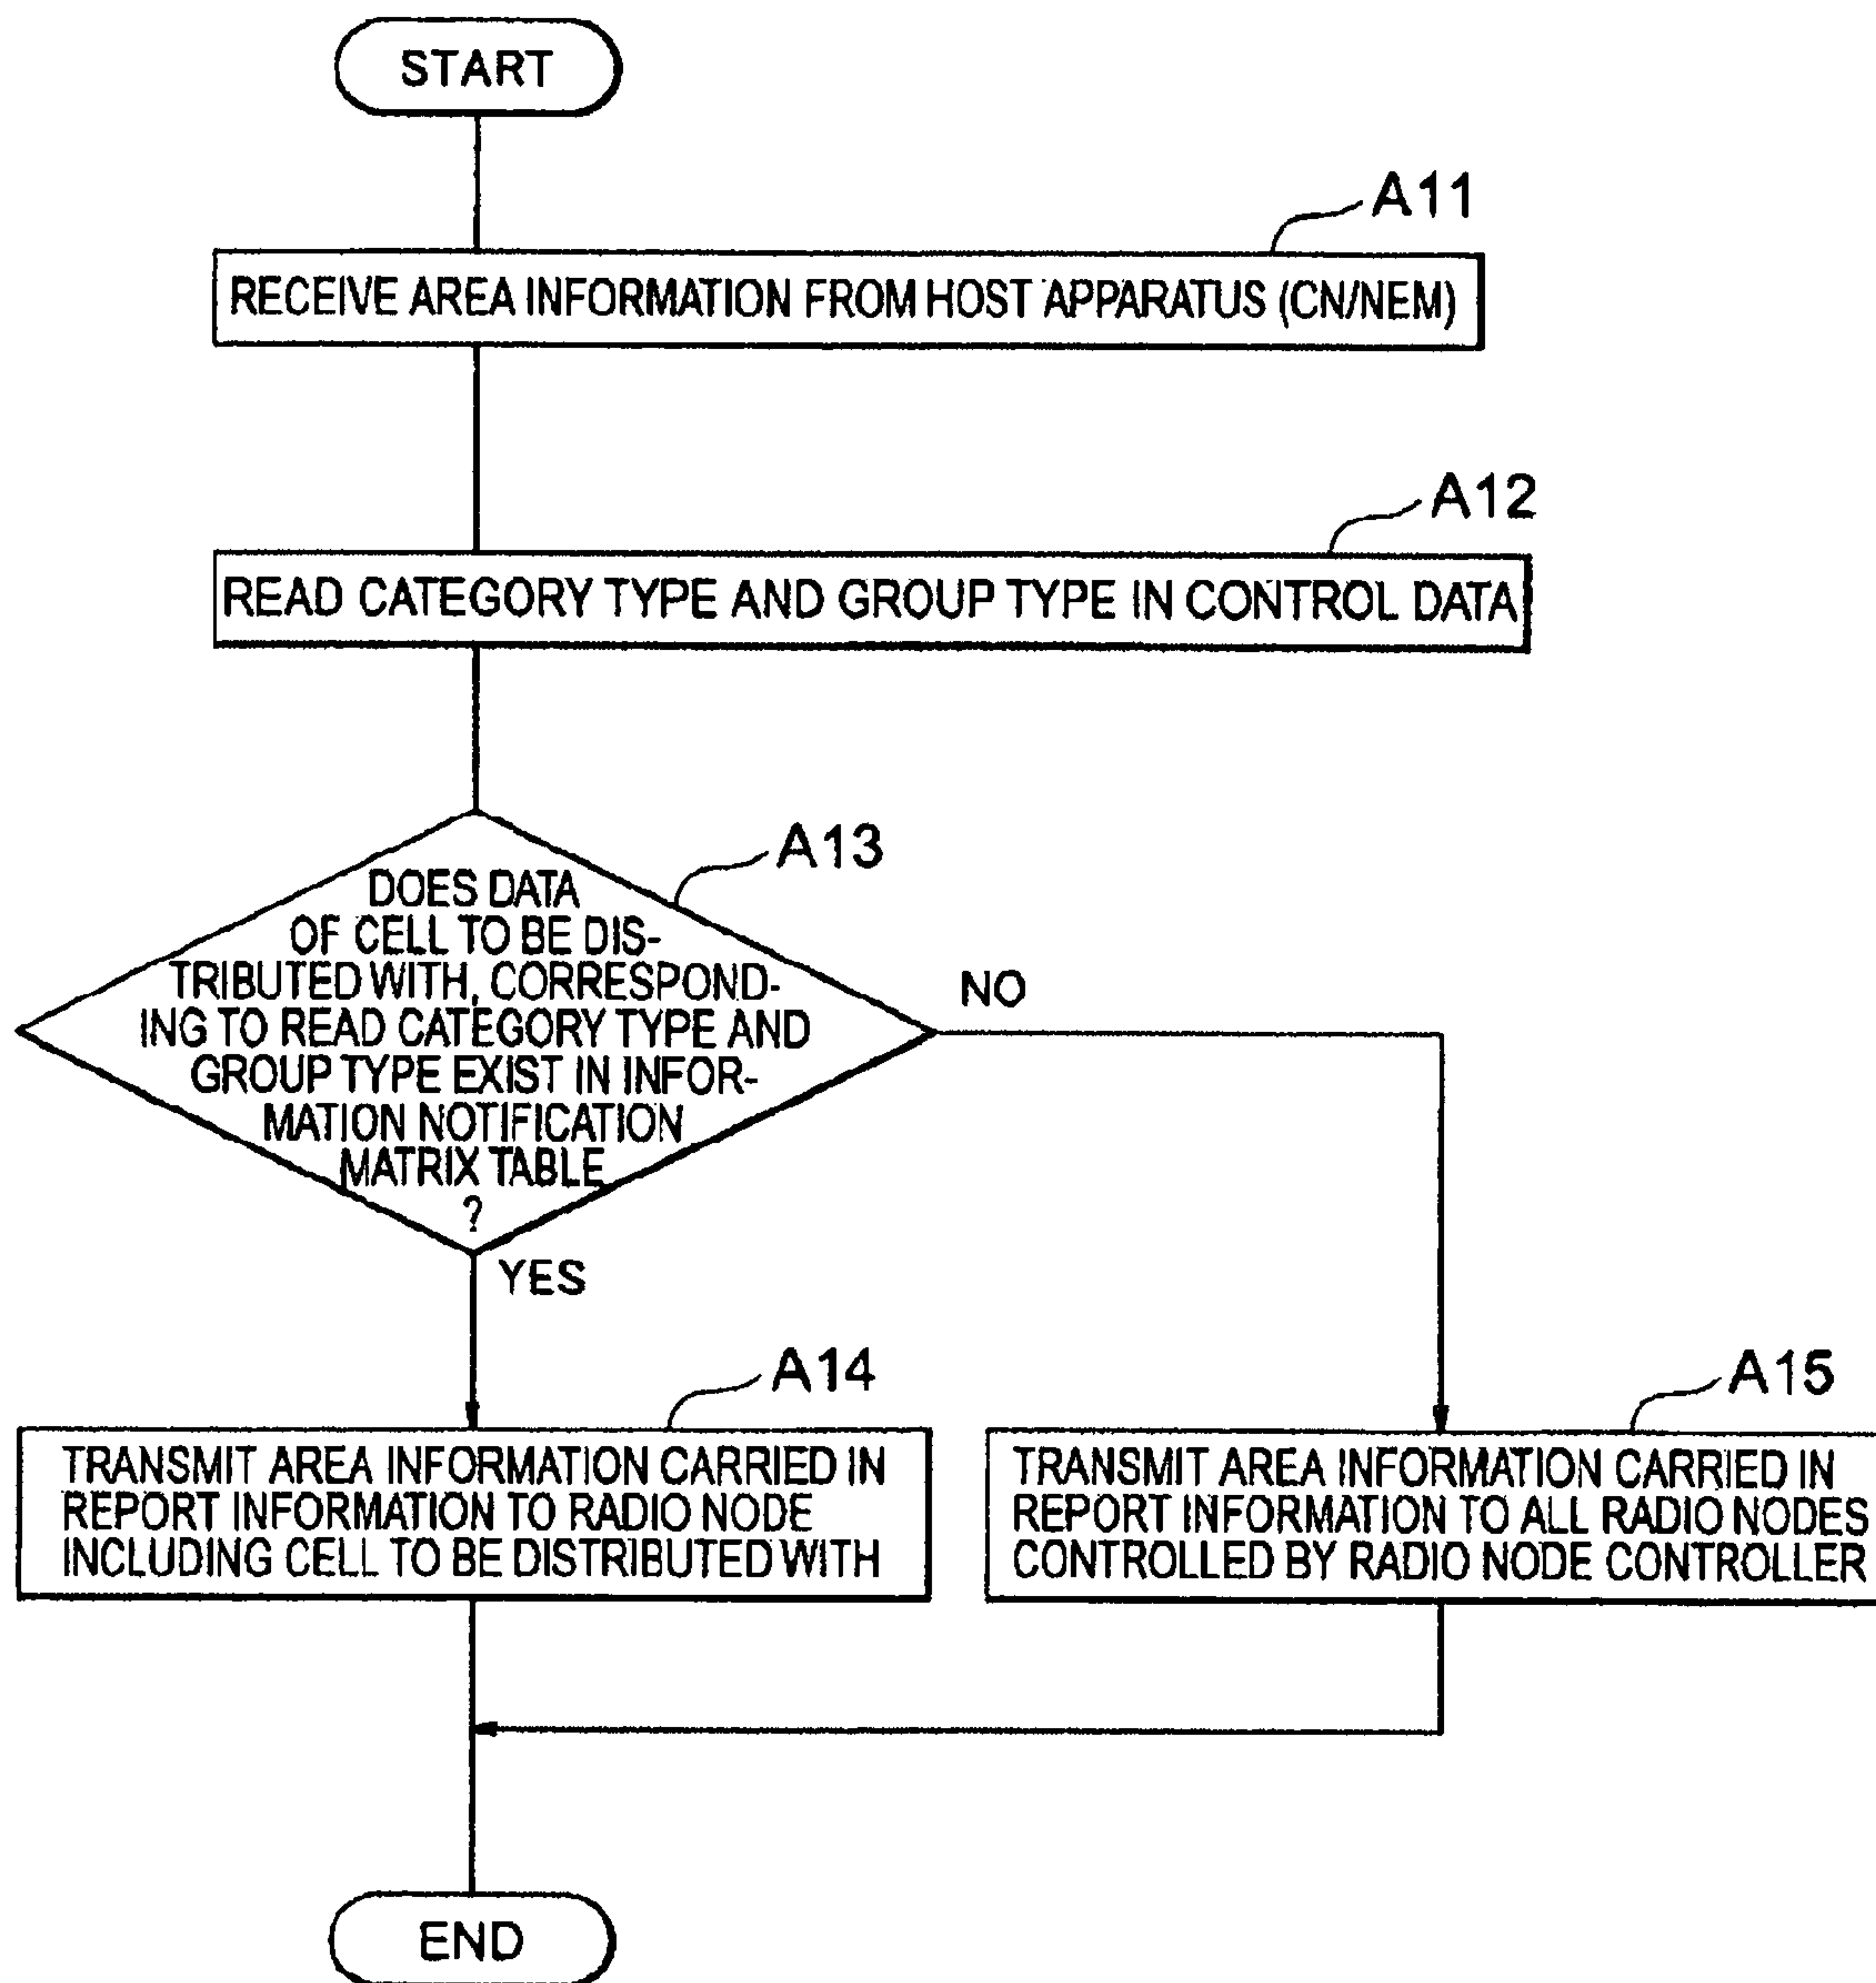 START
A11
RECEIVE AREA INFORMATION FROM HOST APPARATUS (CN/NEM)
A12
READ CATEGORY TYPE AND GROUP TYPE IN CONTROL DATA
A13
DOES DATA
OF CELL TO BE DIS-
TRIBUTED WITH, CORRESPOND-
ING TO READ CATEGORY TYPE AND
GROUP TYPE EXIST IN INFOR-
MATION NOTIFICATION
MATRIX TABLE
?
NO
YES
A14
TRANSMIT AREA INFORMATION CARRIED IN
REPORT INFORMATION TO RADIO NODE
INCLUDING CELL TO BE DISTRIBUTED WITH
A15
TRANSMIT AREA INFORMATION CARRIED IN
REPORT INFORMATION TO ALL RADIO NODES
CONTROLLED BY RADIO NODE CONTROLLER
END